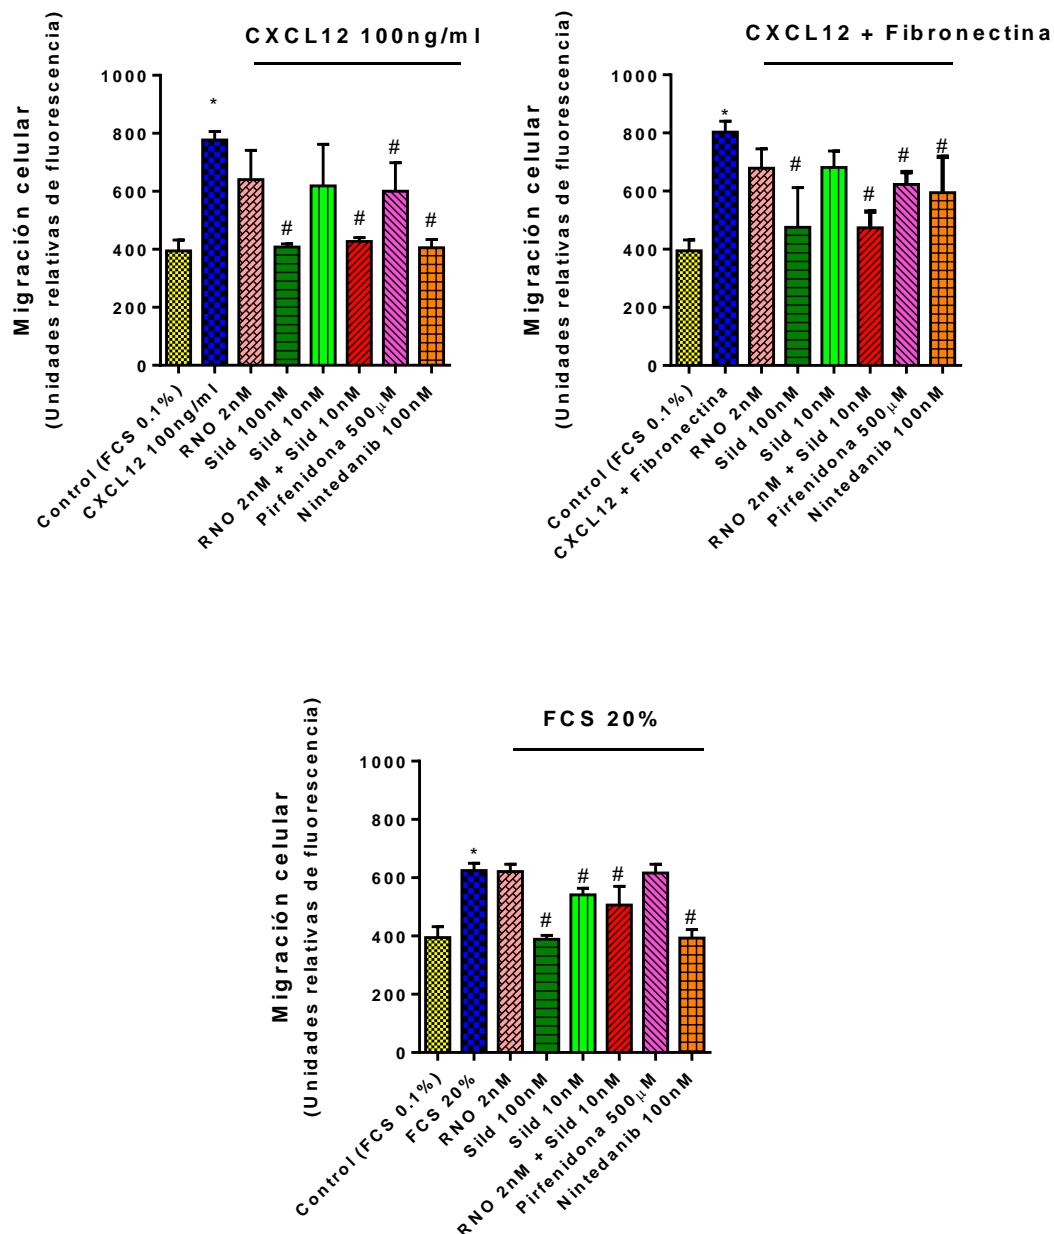 CXCL12 100ng/ml
Migración celular
(Unidades relativas de fluorescencia)
1000
800
600
400
200
0
*
#
#
#
#
Control (FCS 0.1%)
CXCL12 100ng/ml
RNO 2nM
Sild 100nM
Sild 10nM
RNO 2nM + Sild 10nM
Pirfenidona 500μM
Nintedanib 100nM
CXCL12 + Fibronectina
Migración celular
(Unidades relativas de fluorescencia)
1000
800
600
400
200
0
*
#
#
#
#
Control (FCS 0.1%)
CXCL12 + Fibronectina
RNO 2nM
Sild 100nM
Sild 10nM
RNO 2nM + Sild 10nM
Pirfenidona 500μM
Nintedanib 100nM
FCS 20%
Migración celular
(Unidades relativas de fluorescencia)
1000
800
600
400
200
0
*
#
#
#
#
Control (FCS 0.1%)
FCS 20%
RNO 2nM
Sild 100nM
Sild 10nM
RNO 2nM + Sild 10nM
Pirfenidona 500μM
Nintedanib 100nM